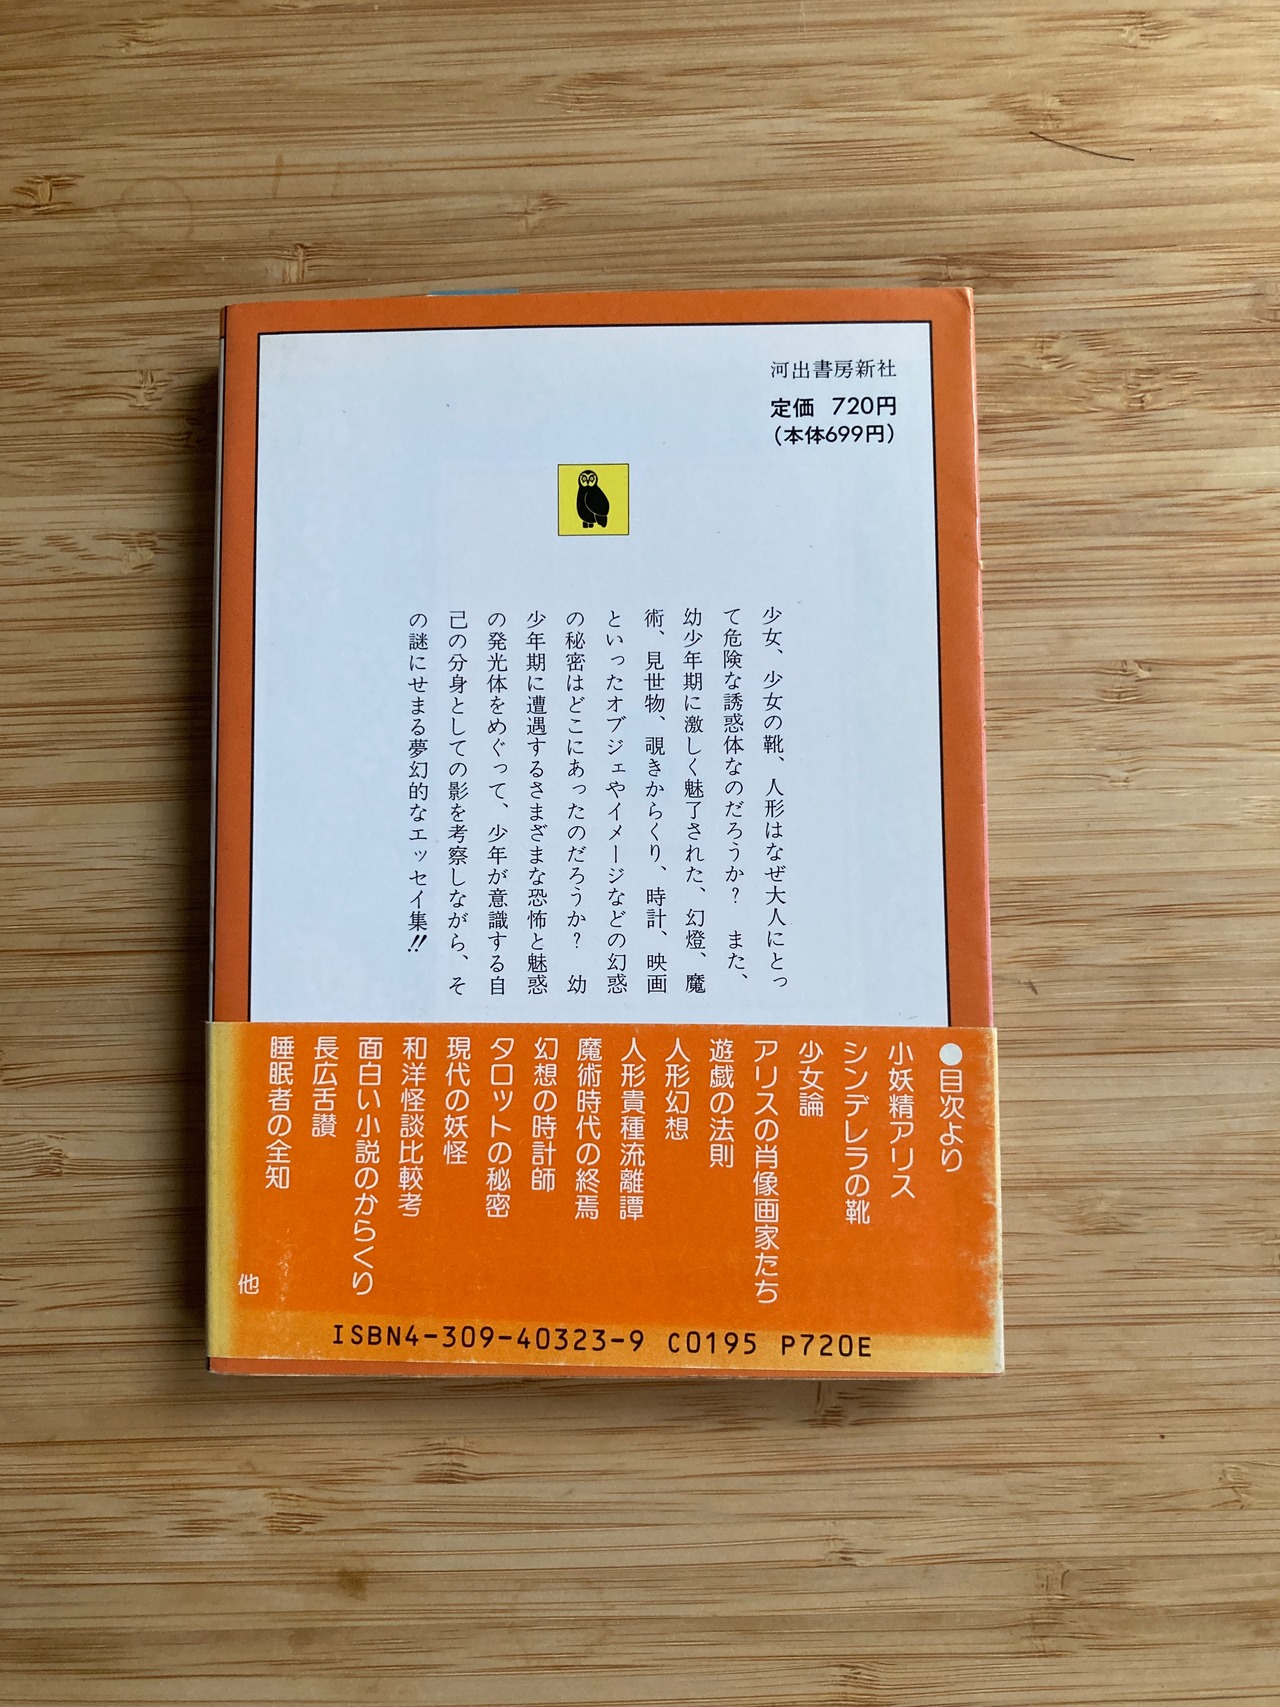 河出書房新社
定価 720円
(本体699円)
少女、少女の靴、人形はなぜ大人にとっ
て危険な誘惑体なのだろうか? また、
幼少年期に激しく魅了された、幻燈、魔
術、見世物、覗きからくり、時計、映画
といったオブジェやイメージなどの幻惑
の秘密はどこにあったのだろうか? 幼
少年期に遭遇するさまざまな恐怖と魅惑
の発光体をめぐって、少年が意識する自
己の分身としての影を考察しながら、そ
の謎にせまる夢幻的なエッセイ集!!
●目次より
小妖精アリス
シンデレラの靴
少女論
アリスの肖像画家たち
遊戯の法則
人形幻想
人形貴種流離譚
魔術時代の終焉
幻想の時計師
タロットの秘密
現代の妖怪
和洋怪談比較考
面白い小説のからくり
長広舌讃
睡眠者の全知
他
ISBN4-309-40323-9 C0195 P720E